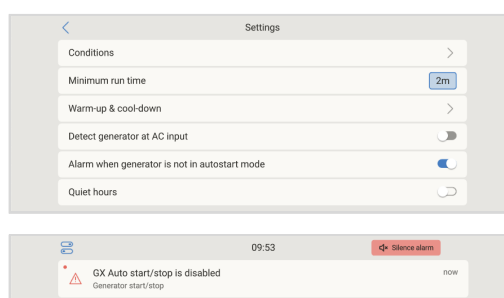 Settings
Conditions
Minimum run time 2m
Warm-up & cool-down
Detect generator at AC input
Alarm when generator is not in autostart mode
Quiet hours
09:53 Silence alarm
GX Auto start/stop is disabled now
Generator start/stop